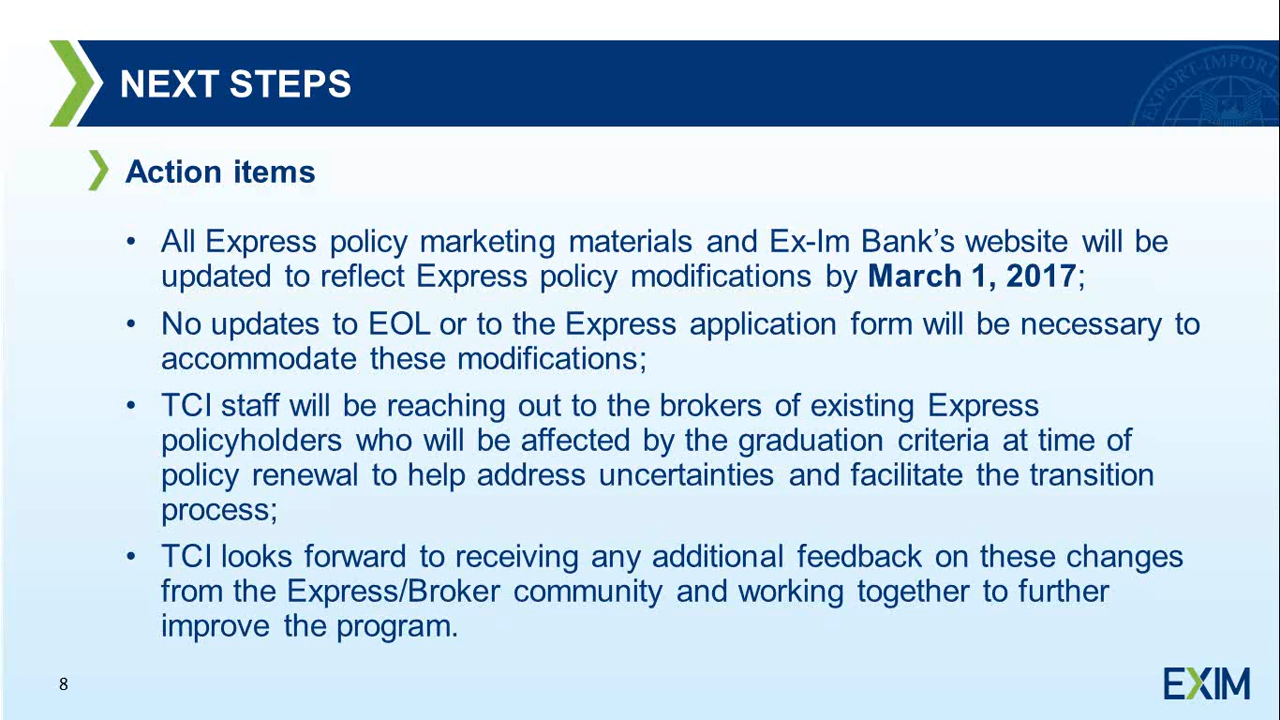 NEXT STEPS
EXPORT-IMPORT
Action items
• All Express policy marketing materials and Ex-Im Bank’s website will be
updated to reflect Express policy modifications by March 1, 2017;
• No updates to EOL or to the Express application form will be necessary to
accommodate these modifications;
• TCI staff will be reaching out to the brokers of existing Express
policyholders who will be affected by the graduation criteria at time of
policy renewal to help address uncertainties and facilitate the transition
process;
• TCI looks forward to receiving any additional feedback on these changes
from the Express/Broker community and working together to further
improve the program.
8
EXIM